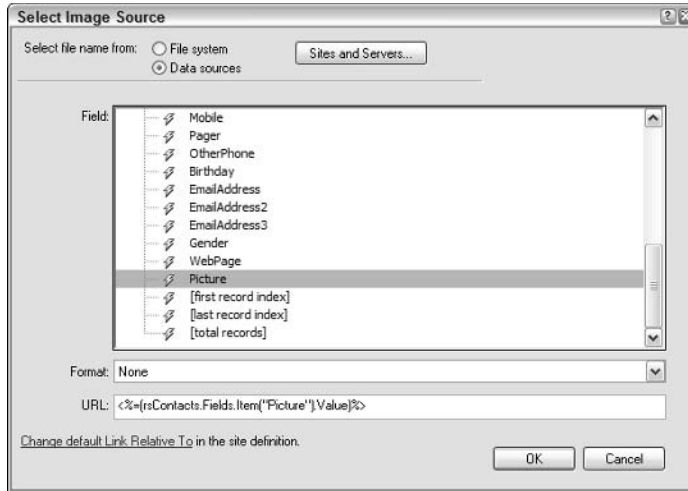 Select Image Source
Select file name from:
File system
Sites and Servers...
Data sources
Field:
Mobile
Pager
OtherPhone
Birthday
EmailAddress
EmailAddress2
EmailAddress3
Gender
WebPage
Picture
[first record index]
[last record index]
[total records]
Format: None
URL: <%=(rsContacts.Fields.Item("Picture").Value)%>
Change default Link Relative To in the site definition.
OK
Cancel